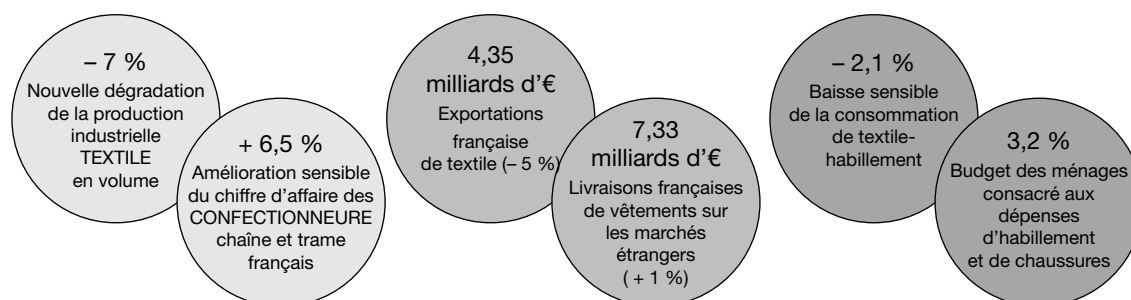 – 7 %
Nouvelle dégradation
de la production
industrielle
TEXTILE
en volume
+ 6,5 %
Amélioration sensible
du chiffre d’affaire des
CONFECTIONNEURE
chaîne et trame
français
4,35
milliards d’€
Exportations
française
de textile (– 5 %)
7,33
milliards d’€
Livraisons françaises
de vêtements sur
les marchés
étrangers
( + 1 %)
– 2,1 %
Baisse sensible
de la consommation
de textile-
habillement
3,2 %
Budget des ménages
consacré aux
dépenses
d’habillement
et de chaussures